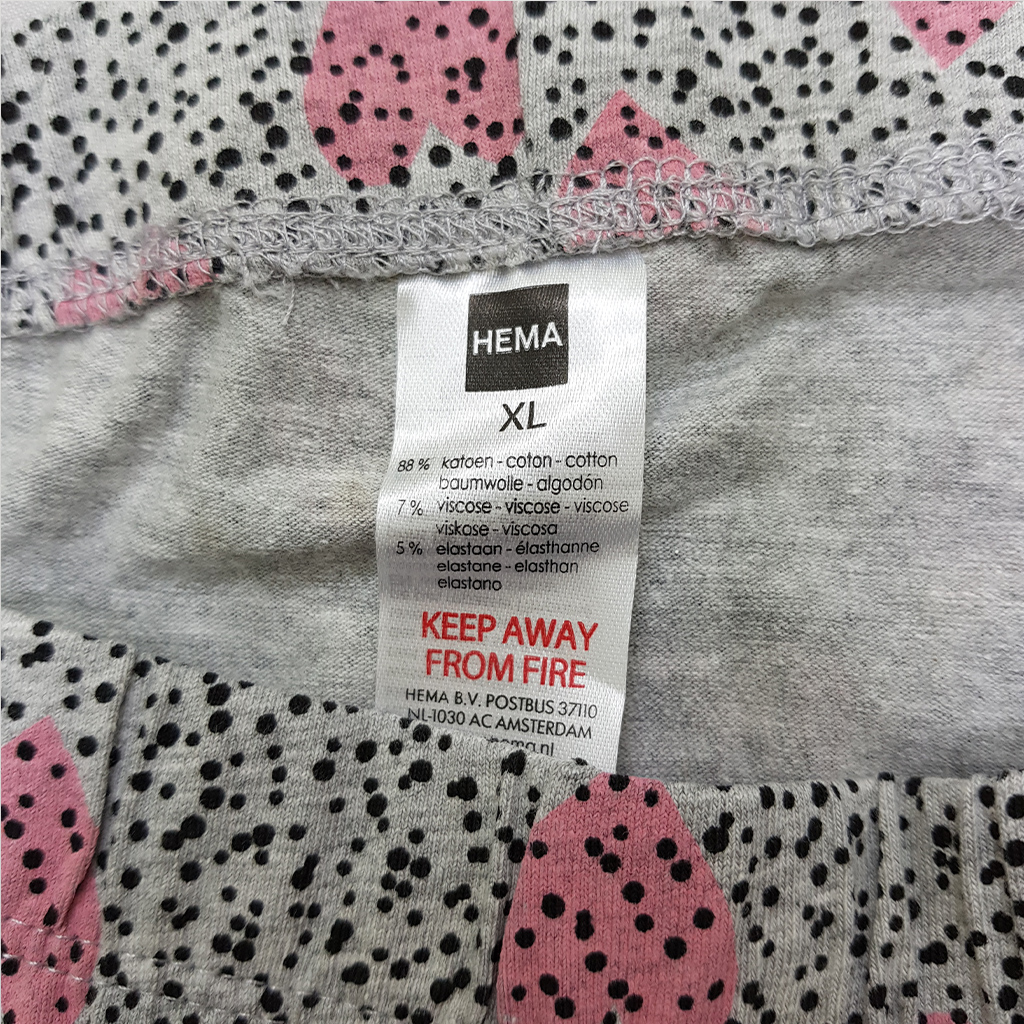 HEMA
XL
88 % katoen - coton - cotton
baumwolle - algodón
7 % viscose - viscose - viscose
viskose - viscosa
5 % elastaan - élasthanne
elastane - elasthan
elastano
KEEP AWAY
FROM FIRE
HEMA B.V. POSTBUS 37110
NL-1030 AC AMSTERDAM